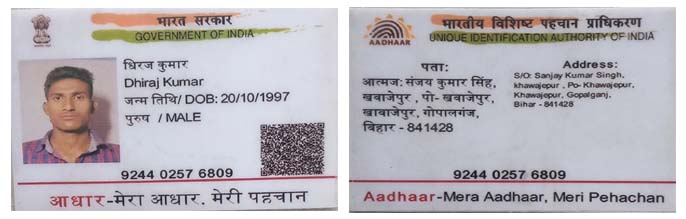 भारत सरकार
GOVERNMENT OF INDIA
धिरज कुमार
Dhiraj Kumar
जन्म तिथि/ DOB: 20/10/1997
पुरुष / MALE
9244 0257 6809
आधार-मेरा आधार, मेरी पहचान
भारतीय विशिष्ट पहचान प्राधिकरण
AADHAAR
UNIQUE IDENTIFICATION AUTHORITY OF INDIA
पता:
आत्मज: संजय कुमार सिंह,
खवाजेपुर , पो- खवाजेपुर,
खावाजेपुर, गोपालगंज,
बिहार - 841428
Address:
S/O: Sanjay Kumar Singh,
khawajepur , Po- Khawajepur,
Khawajepur, Gopalganj,
Bihar - 841428
9244 0257 6809
Aadhaar-Mera Aadhaar, Meri Pehachan